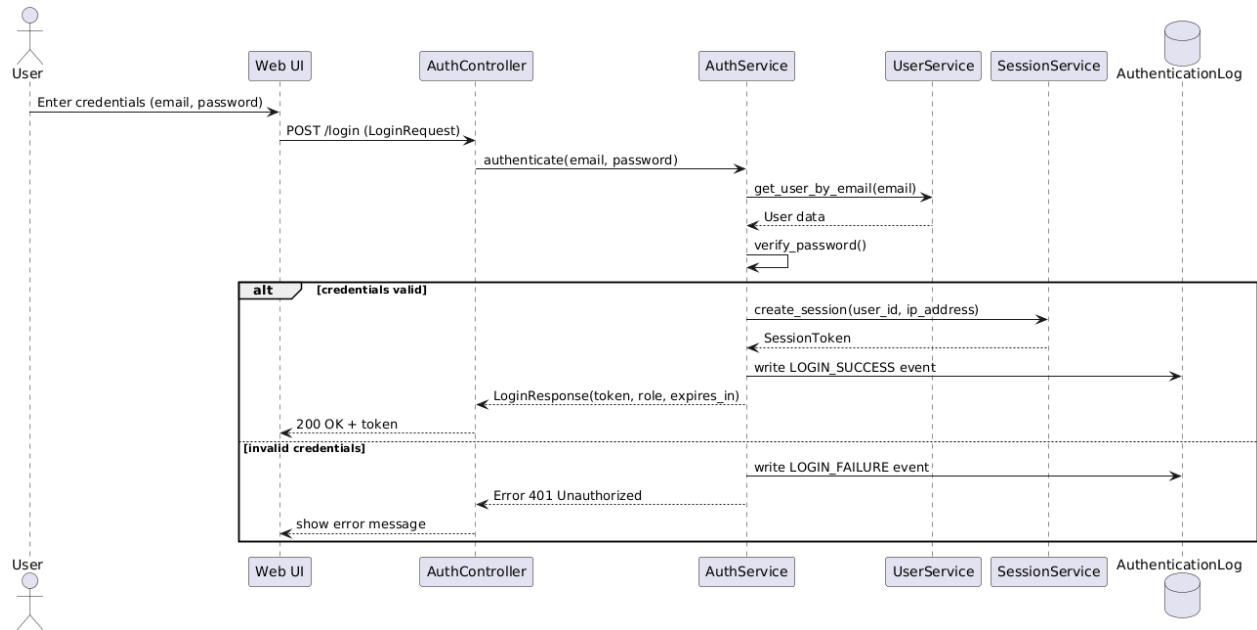 User
Web UI
AuthController
AuthService
UserService
SessionService
AuthenticationLog
Enter credentials (email, password)
POST /login (LoginRequest)
authenticate(email, password)
get_user_by_email(email)
User data
verify_password()
alt [credentials valid]
create_session(user_id, ip_address)
SessionToken
write LOGIN_SUCCESS event
LoginResponse(token, role, expires_in)
200 OK + token
[invalid credentials]
write LOGIN_FAILURE event
Error 401 Unauthorized
show error message
User
Web UI
AuthController
AuthService
UserService
SessionService
AuthenticationLog